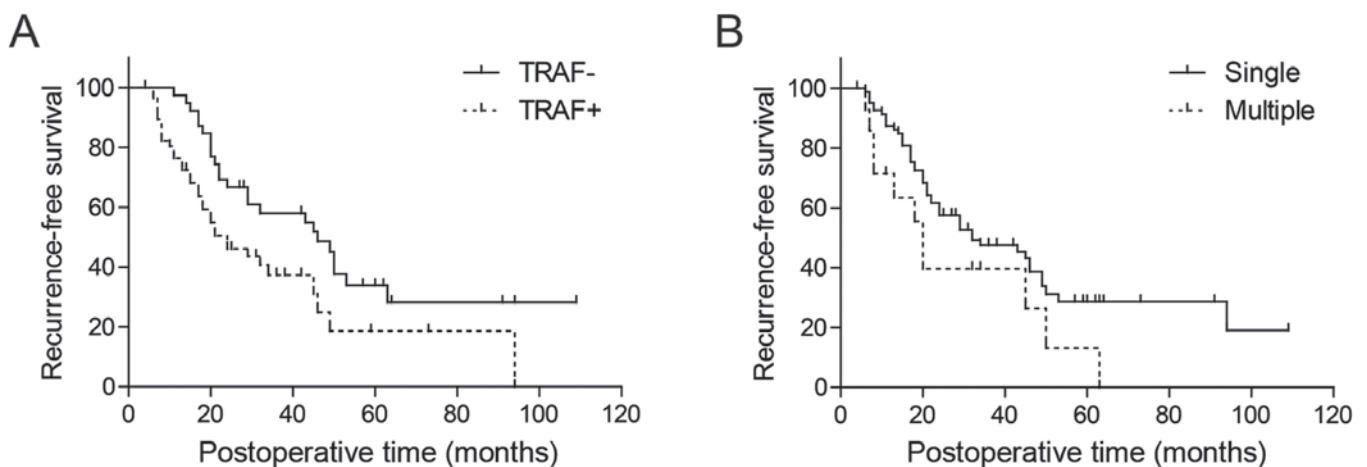 A
Recurrence-free survival
100
80
60
40
20
0
0 20 40 60 80 100 120
Postoperative time (months)
TRAF-
TRAF+
B
Recurrence-free survival
100
80
60
40
20
0
0 20 40 60 80 100 120
Postoperative time (months)
Single
Multiple